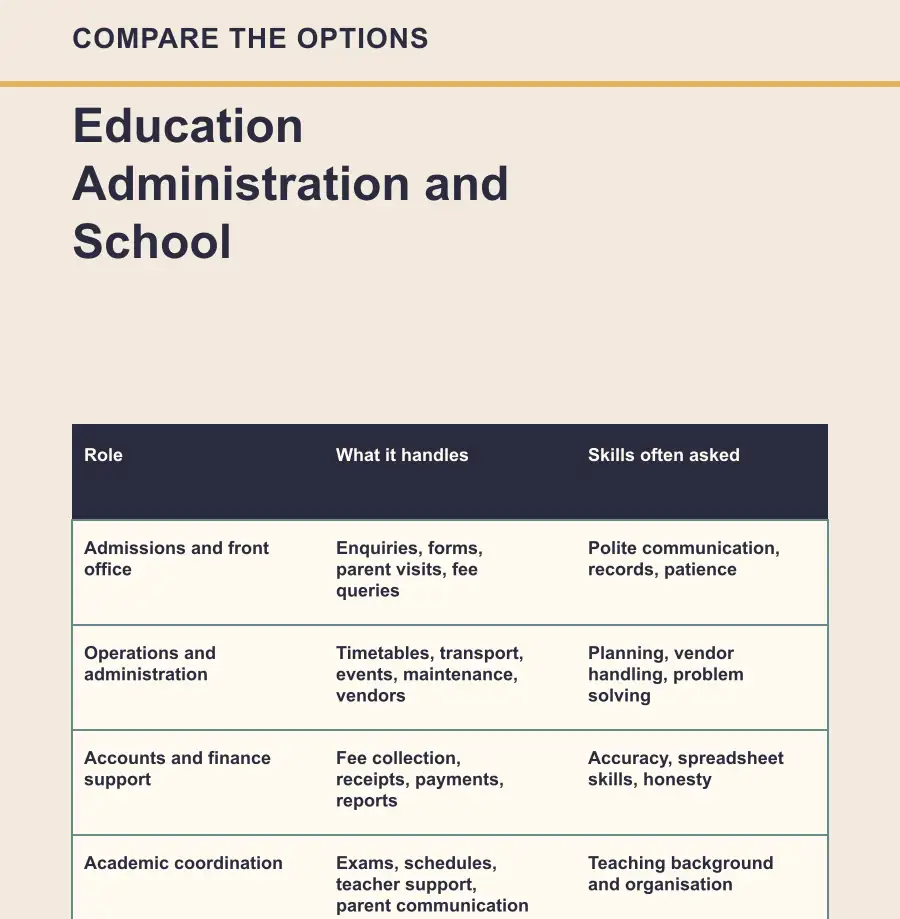 COMPARE THE OPTIONS
Education
Administration and
School
Role
What it handles
Skills often asked
Admissions and front
office
Enquiries, forms,
parent visits, fee
queries
Polite communication,
records, patience
Operations and
administration
Timetables, transport,
events, maintenance,
vendors
Planning, vendor
handling, problem
solving
Accounts and finance
support
Fee collection,
receipts, payments,
reports
Accuracy, spreadsheet
skills, honesty
Academic coordination
Exams, schedules,
teacher support,
parent communication
Teaching background
and organisation